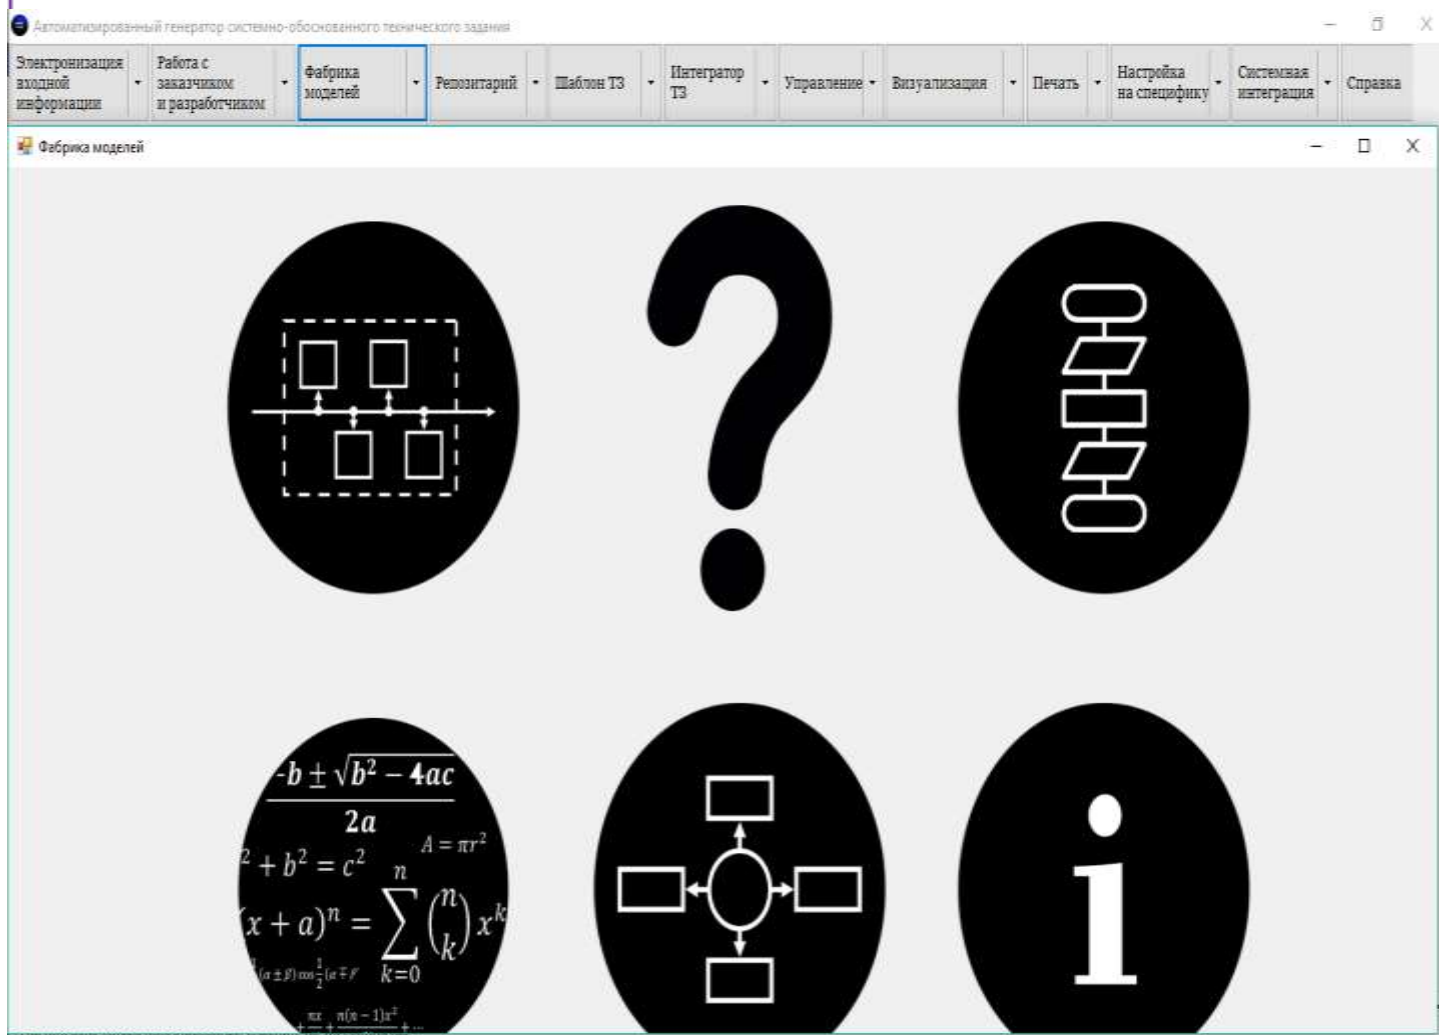 Автоматизированный генератор системно-обоснованного технического задания
Электронизация
входной
информации
Работа с
заказчиком
и разработчиком
Фабрика
моделей
Репозитарий
Шаблон ТЗ
Интегратор
ТЗ
Управление
Визуализация
Печать
Настройка
на специфику
Системная
интеграция
Справка
Фабрика моделей
-b ± √b² − 4ac
2a
A = πr²
² + b² = c²
(x + a)ⁿ = ∑ (n k) xᵏ
n
k=0
i